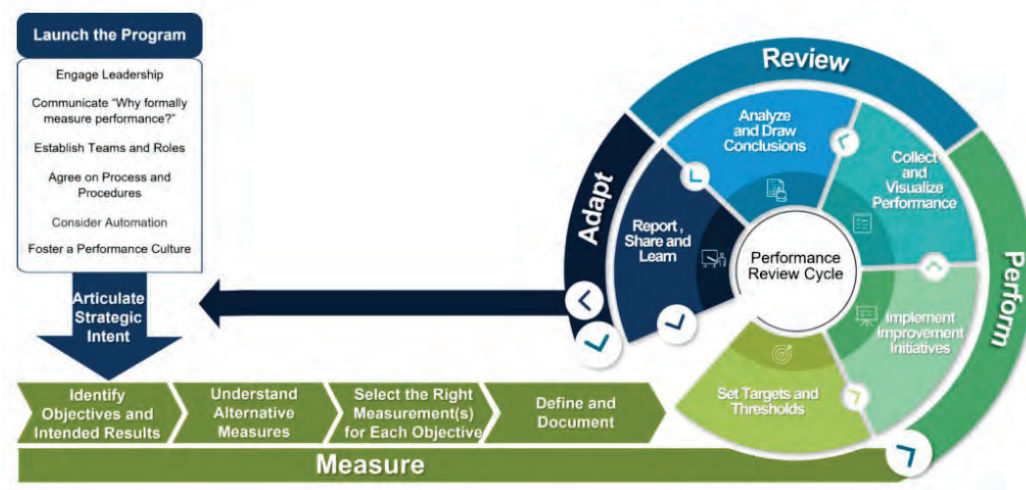 Launch the Program
Engage Leadership
Communicate “Why formally
measure performance?”
Establish Teams and Roles
Agree on Process and
Procedures
Consider Automation
Foster a Performance Culture
Articulate
Strategic
Intent
Identify
Objectives and
Intended Results
Understand
Alternative
Measures
Select the Right
Measurement(s)
for Each Objective
Define and
Document
Measure
Adapt
Review
Perform
Report ,
Share and
Learn
Analyze
and Draw
Conclusions
Collect
and
Visualize
Performance
Implement
Improvement
Initiatives
Set Targets and
Thresholds
Performance
Review Cycle